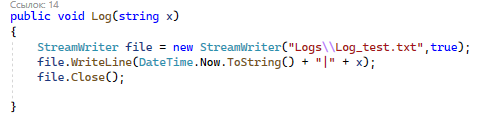 Ссылок: 14
public void Log(string x)
{
StreamWriter file = new StreamWriter("Logs\\Log_test.txt",true);
file.WriteLine(DateTime.Now.ToString() + "|" + x);
file.Close();
}